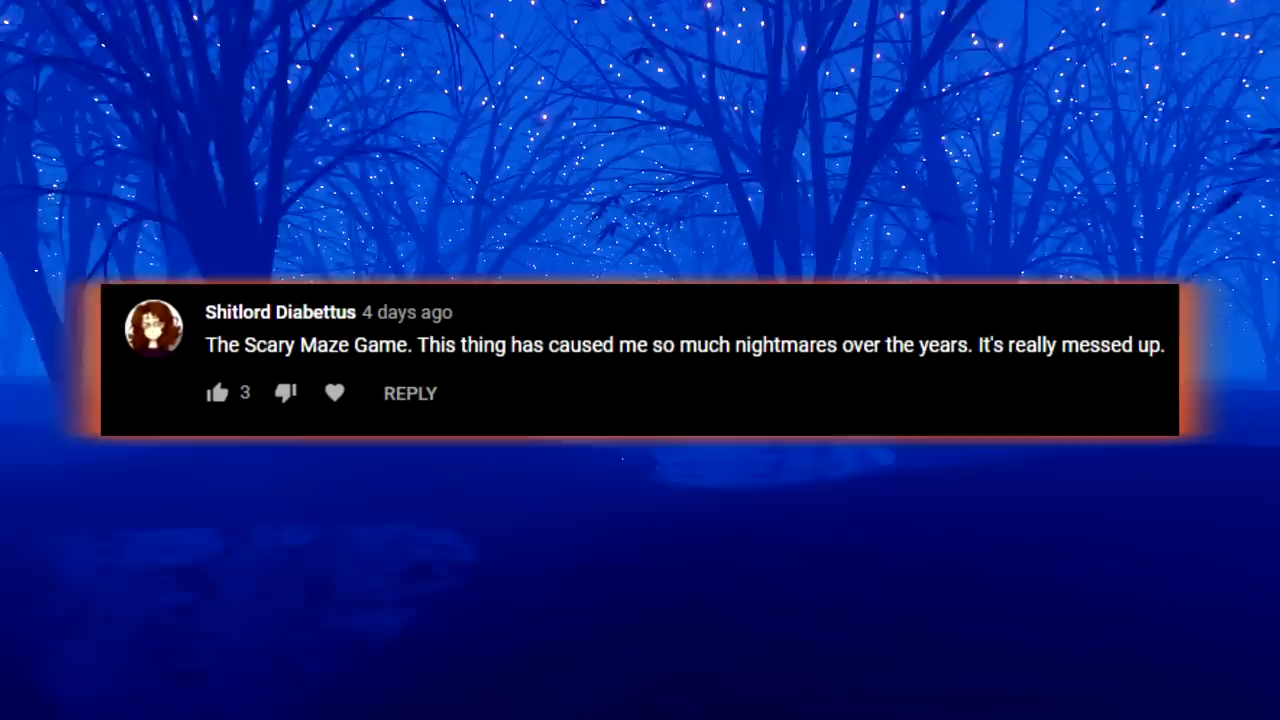 Shitlord Diabettus 4 days ago
The Scary Maze Game. This thing has caused me so much nightmares over the years. It's really messed up.
3 REPLY